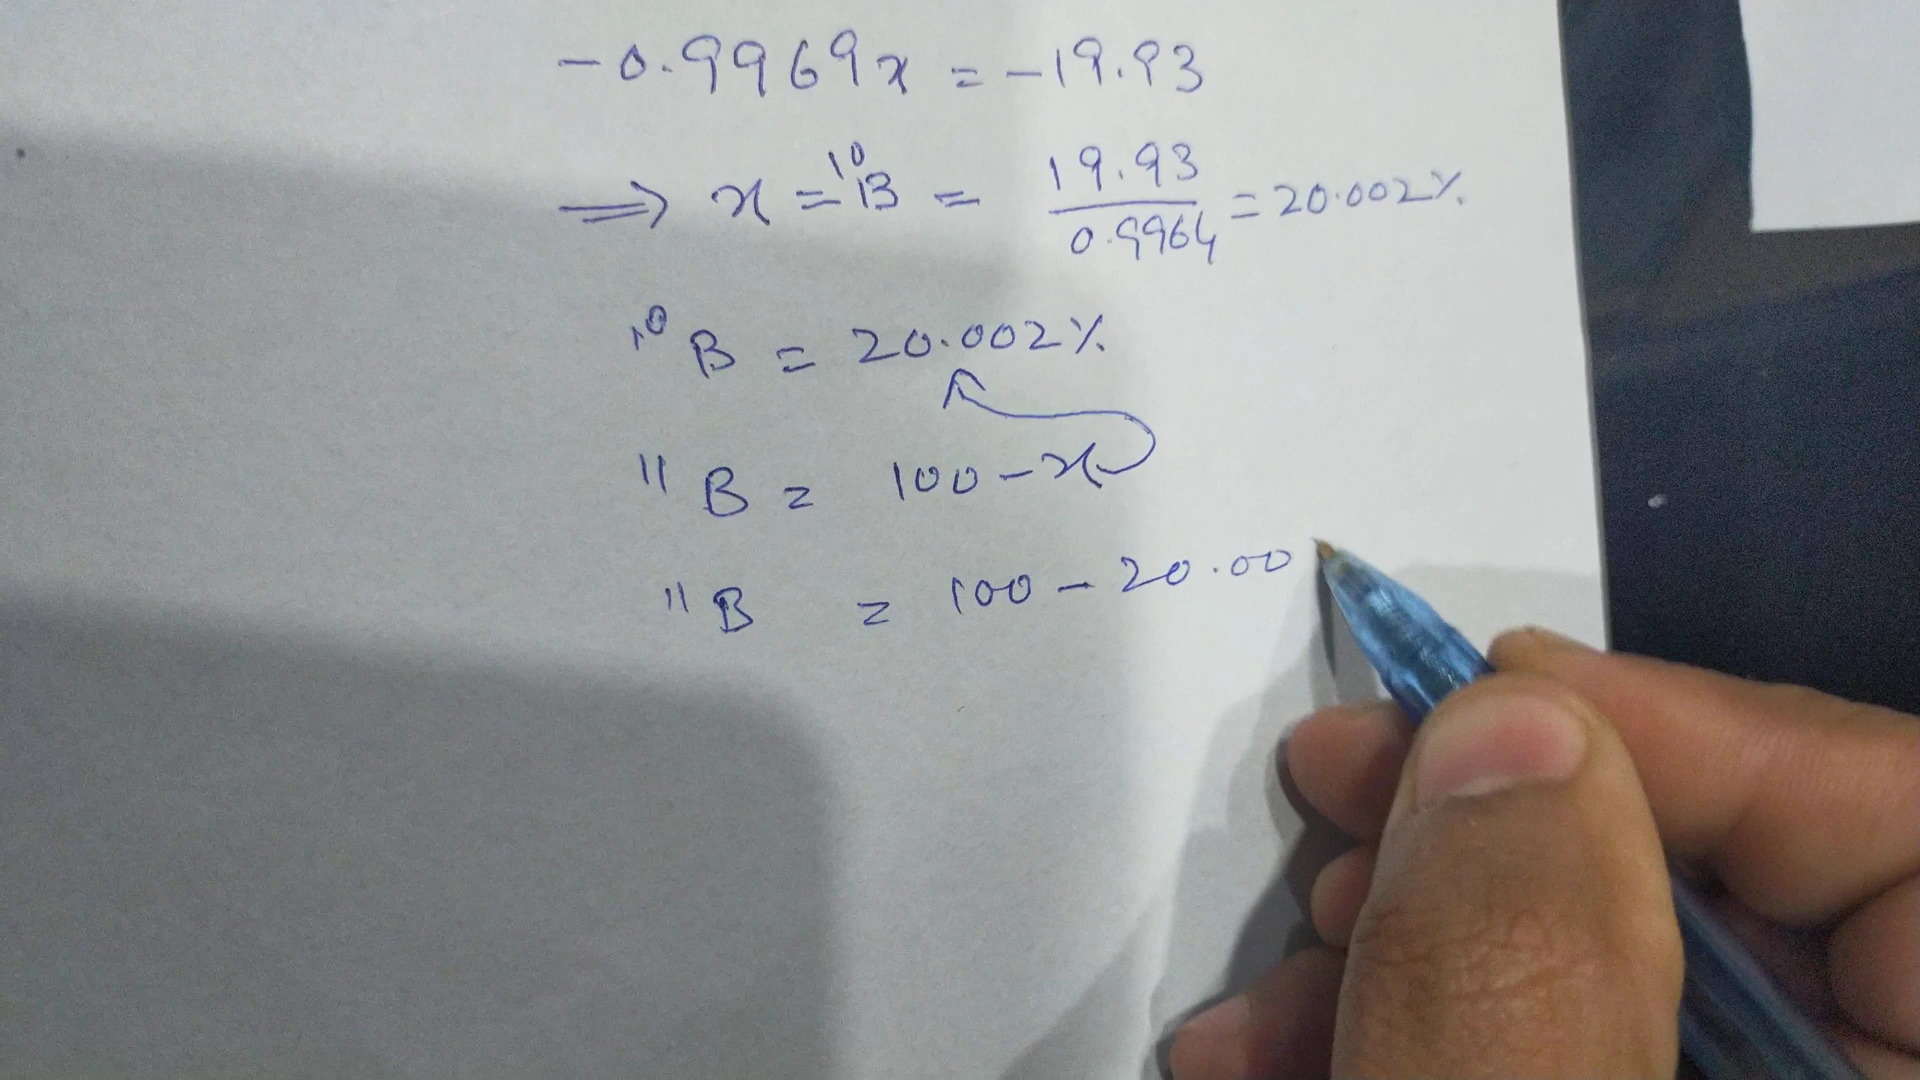 -0.9969x = -19.93
⟹ x = ¹⁰B = 19.93/0.9964 = 20.002%
¹⁰B = 20.002%
¹¹B = 100 - x
¹¹B = 100 - 20.00